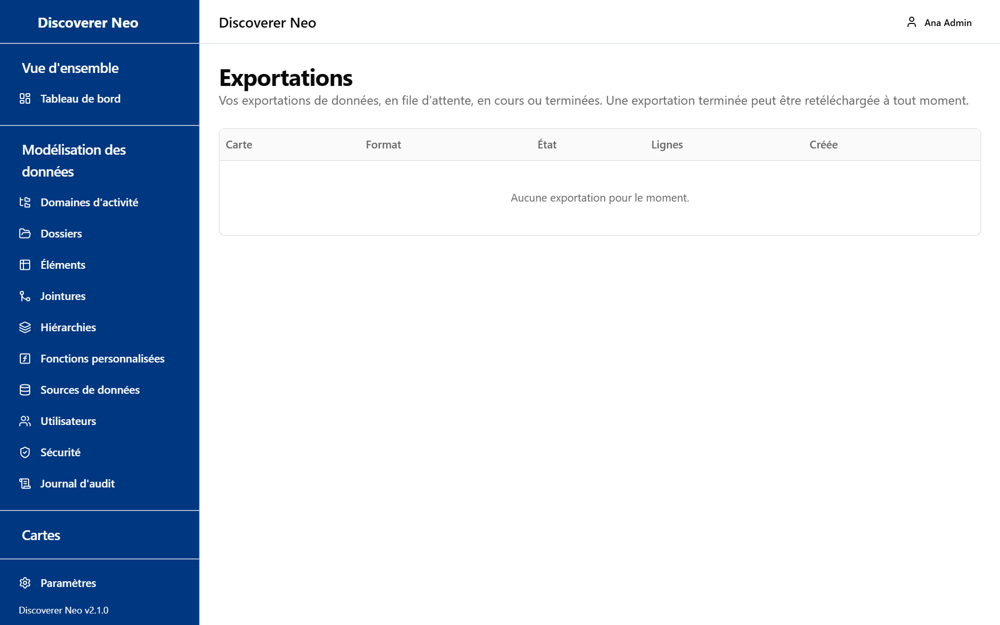 Discoverer Neo
Discoverer Neo
Ana Admin
Vue d'ensemble
Tableau de bord
Modélisation des
données
Domaines d'activité
Dossiers
Éléments
Jointures
Hiérarchies
Fonctions personnalisées
Sources de données
Utilisateurs
Sécurité
Journal d'audit
Cartes
Paramètres
Discoverer Neo v2.1.0
Exportations
Vos exportations de données, en file d'attente, en cours ou terminées. Une exportation terminée peut être retéléchargée à tout moment.
Carte Format État Lignes Créée
Aucune exportation pour le moment.